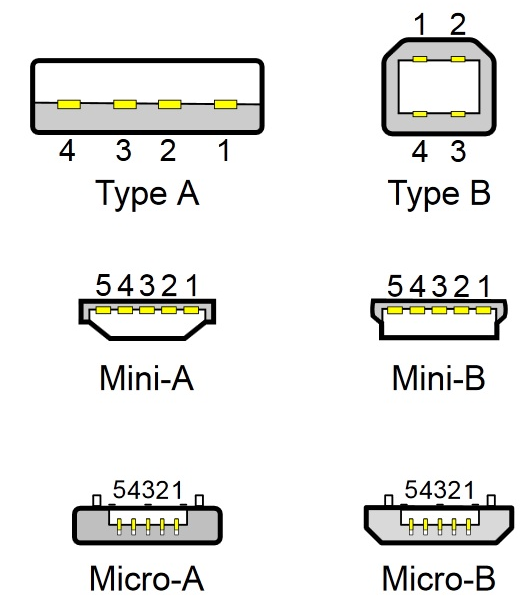 1 2
4 3 2 1
4 3
Type A
Type B
5 4 3 2 1
5 4 3 2 1
Mini-A
Mini-B
54321
54321
Micro-A
Micro-B